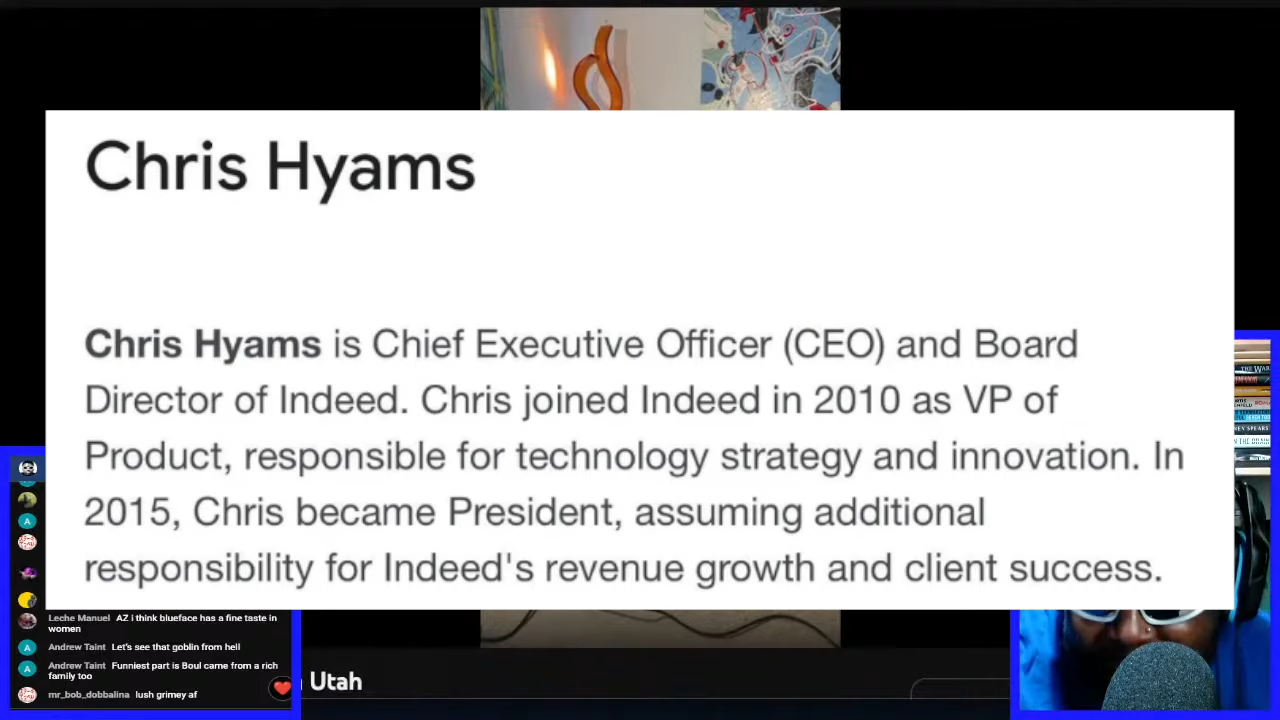 Chris Hyams
Chris Hyams is Chief Executive Officer (CEO) and Board
Director of Indeed. Chris joined Indeed in 2010 as VP of
Product, responsible for technology strategy and innovation. In
2015, Chris became President, assuming additional
responsibility for Indeed's revenue growth and client success.
THE WAR
NEY SPEARS
Leche Manuel AZ i think blueface has a fine taste in
women
Andrew Taint Let's see that goblin from hell
Andrew Taint Funniest part is Boul came from a rich
family too
mr_bob_dobbalina lush grimey af
Utah